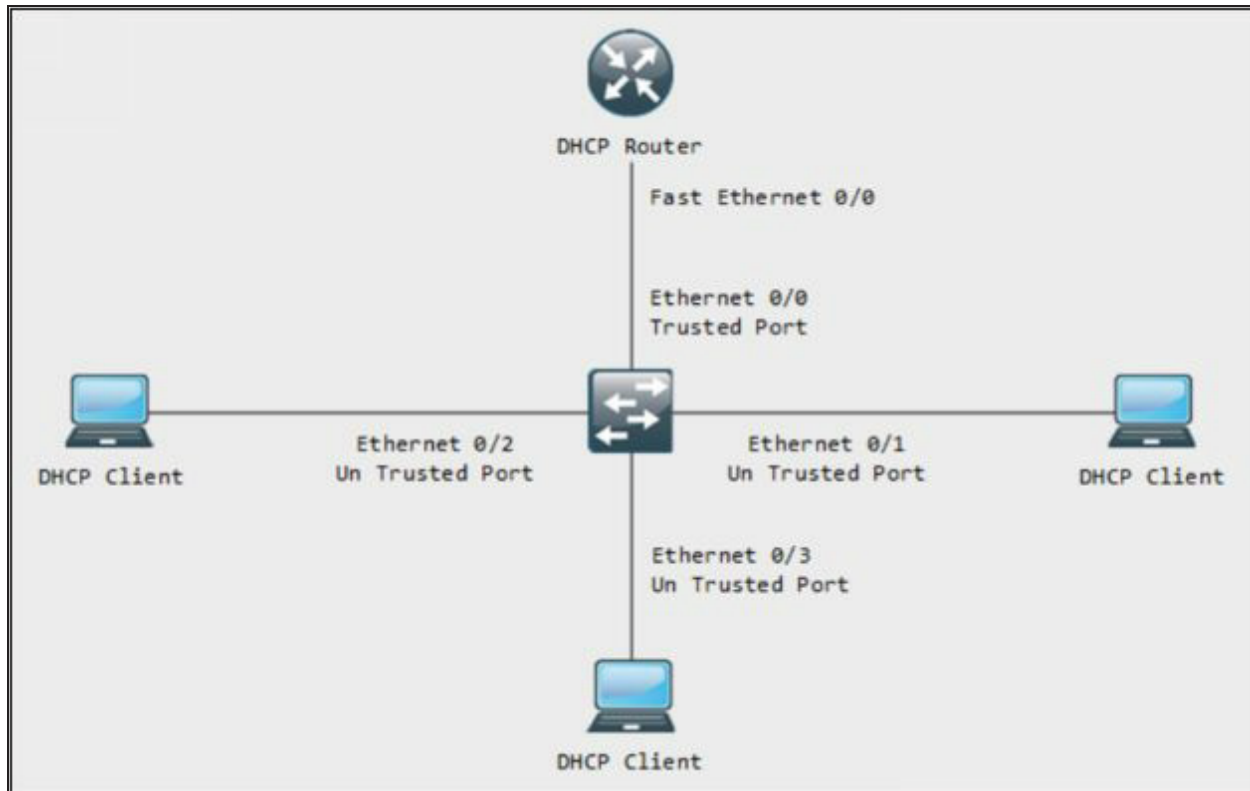 DHCP Router
Fast Ethernet 0/0
Ethernet 0/0
Trusted Port
DHCP Client
Ethernet 0/2
Un Trusted Port
Ethernet 0/1
Un Trusted Port
DHCP Client
Ethernet 0/3
Un Trusted Port
DHCP Client